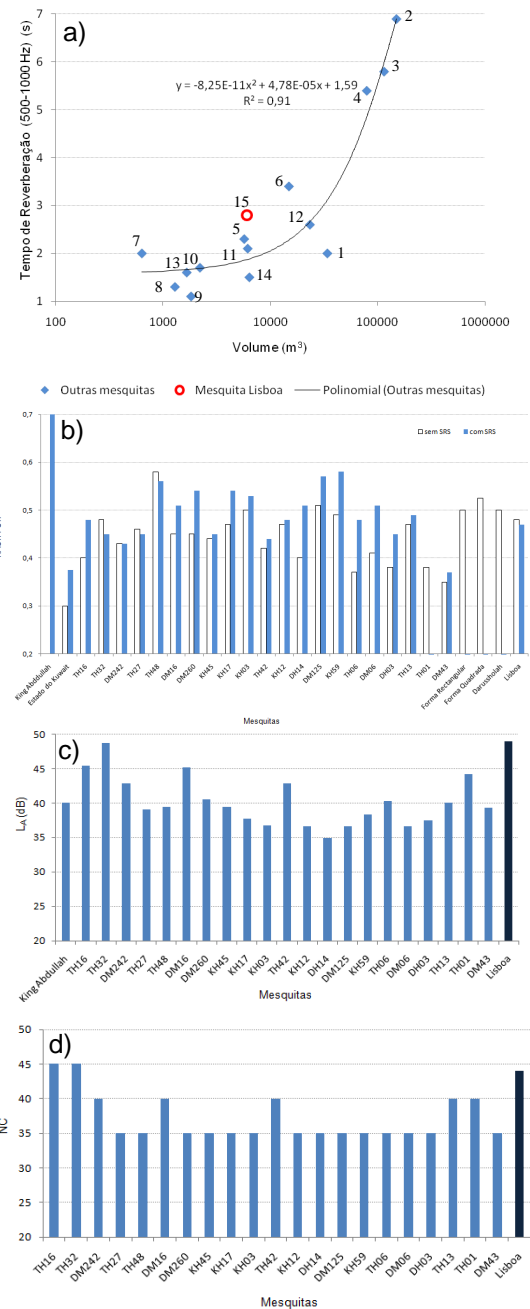 a)
Tempo de Reverberação (500-1000 Hz) (s)
7
6
5
4
3
2
1
y = -8,25E-11x² + 4,78E-05x + 1,59
R² = 0,91
2
3
4
6
15
12
5
7
1
13 10
11
14
8
9
100
1000
10000
100000
1000000
Volume (m³)
Outras mesquitas
Mesquita Lisboa
Polinomial (Outras mesquitas)
b)
sem SRS
com SRS
0,7
0,6
0,5
0,4
0,3
0,2
King Abddullah
Estado do Kuwait
TH16
TH32
DM242
TH27
TH48
DM16
DM260
KH45
KH17
KH03
TH42
KH12
DH14
DM125
KH59
TH06
DM06
DH03
TH13
TH01
DM43
Forma Rectangular
Forma Quadrada
Darussholah
Lisboa
Mesquitas
c)
L_A (dB)
50
45
40
35
30
25
20
King Abdullah
TH16
TH32
DM242
TH27
TH48
DM16
DM260
KH45
KH17
KH03
TH42
KH12
DH14
DM125
KH59
TH06
DM06
DH03
TH13
TH01
DM43
Lisboa
Mesquitas
d)
NC
50
45
40
35
30
25
20
TH16
TH32
DM242
TH27
TH48
DM16
DM260
KH45
KH17
KH03
TH42
KH12
DH14
DM125
KH59
TH06
DM06
DH03
TH13
TH01
DM43
Lisboa
Mesquitas